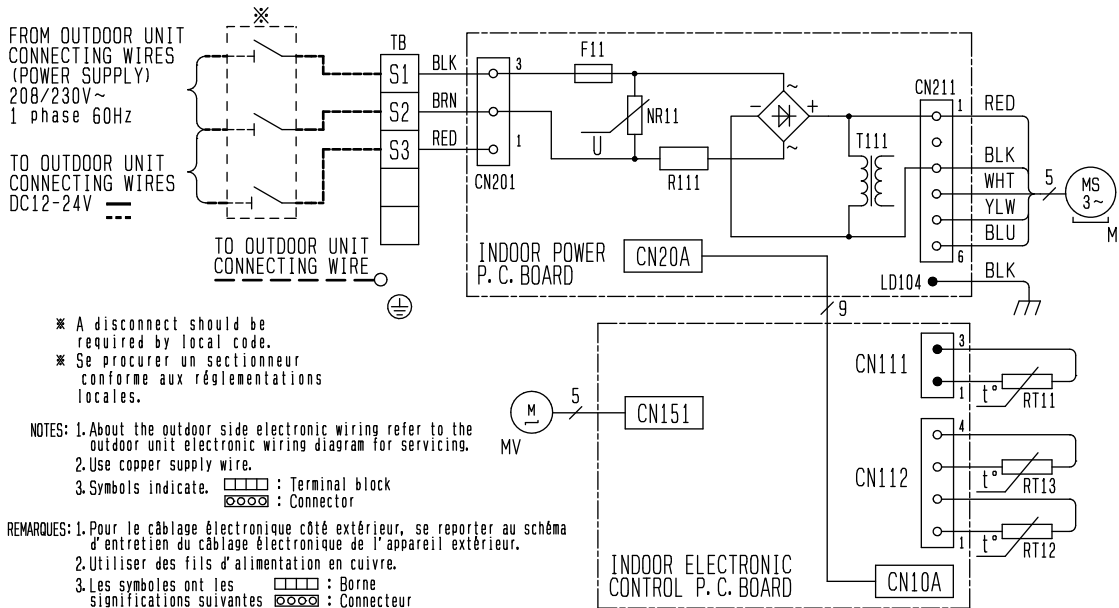 ※
FROM OUTDOOR UNIT
CONNECTING WIRES
(POWER SUPPLY)
208/230V~
1 phase 60Hz
TO OUTDOOR UNIT
CONNECTING WIRES
DC12-24V
TB
S1
S2
S3
BLK
BRN
RED
3
1
CN201
F11
NR11
U
R111
~
-
+
~
T111
CN211
1
6
RED
BLK
WHT
YLW
BLU
5
MS
3~
M
LD104
BLK
INDOOR POWER
P.C.BOARD
CN20A
9
TO OUTDOOR UNIT
CONNECTING WIRE
※ A disconnect should be
required by local code.
※ Se procurer un sectionneur
conforme aux réglementations
locales.
NOTES: 1. About the outdoor side electronic wiring refer to the
outdoor unit electronic wiring diagram for servicing.
2. Use copper supply wire.
3. Symbols indicate. : Terminal block
: Connector
REMARQUES: 1. Pour le câblage électronique côté extérieur, se reporter au schéma
d'entretien du câblage électronique de l'appareil extérieur.
2. Utiliser des fils d'alimentation en cuivre.
3. Les symboles ont les : Borne
significations suivantes : Connecteur
M
MV
5
CN151
CN111
3
1
t°
RT11
CN112
4
1
t°
RT13
t°
RT12
INDOOR ELECTRONIC
CONTROL P.C.BOARD
CN10A